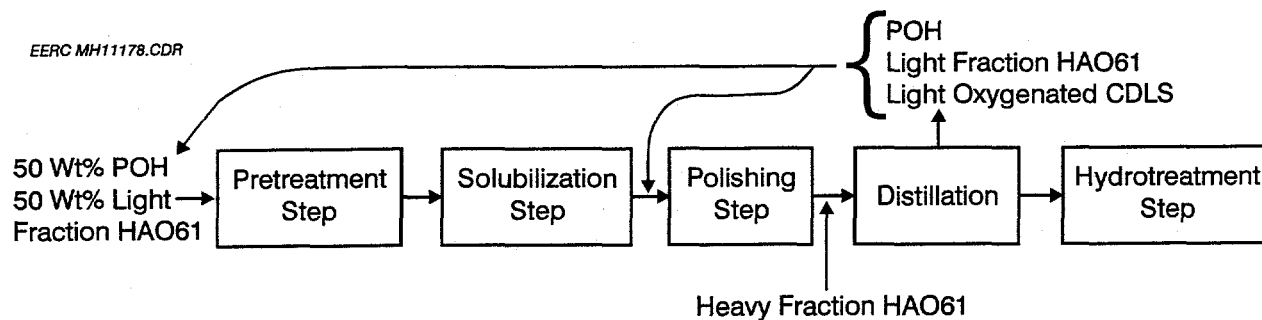 EERC MH11178.CDR
POH
Light Fraction HAO61
Light Oxygenated CDLS
50 Wt% POH
50 Wt% Light
Fraction HAO61
Pretreatment
Step
Solubilization
Step
Polishing
Step
Distillation
Hydrotreatment
Step
Heavy Fraction HAO61